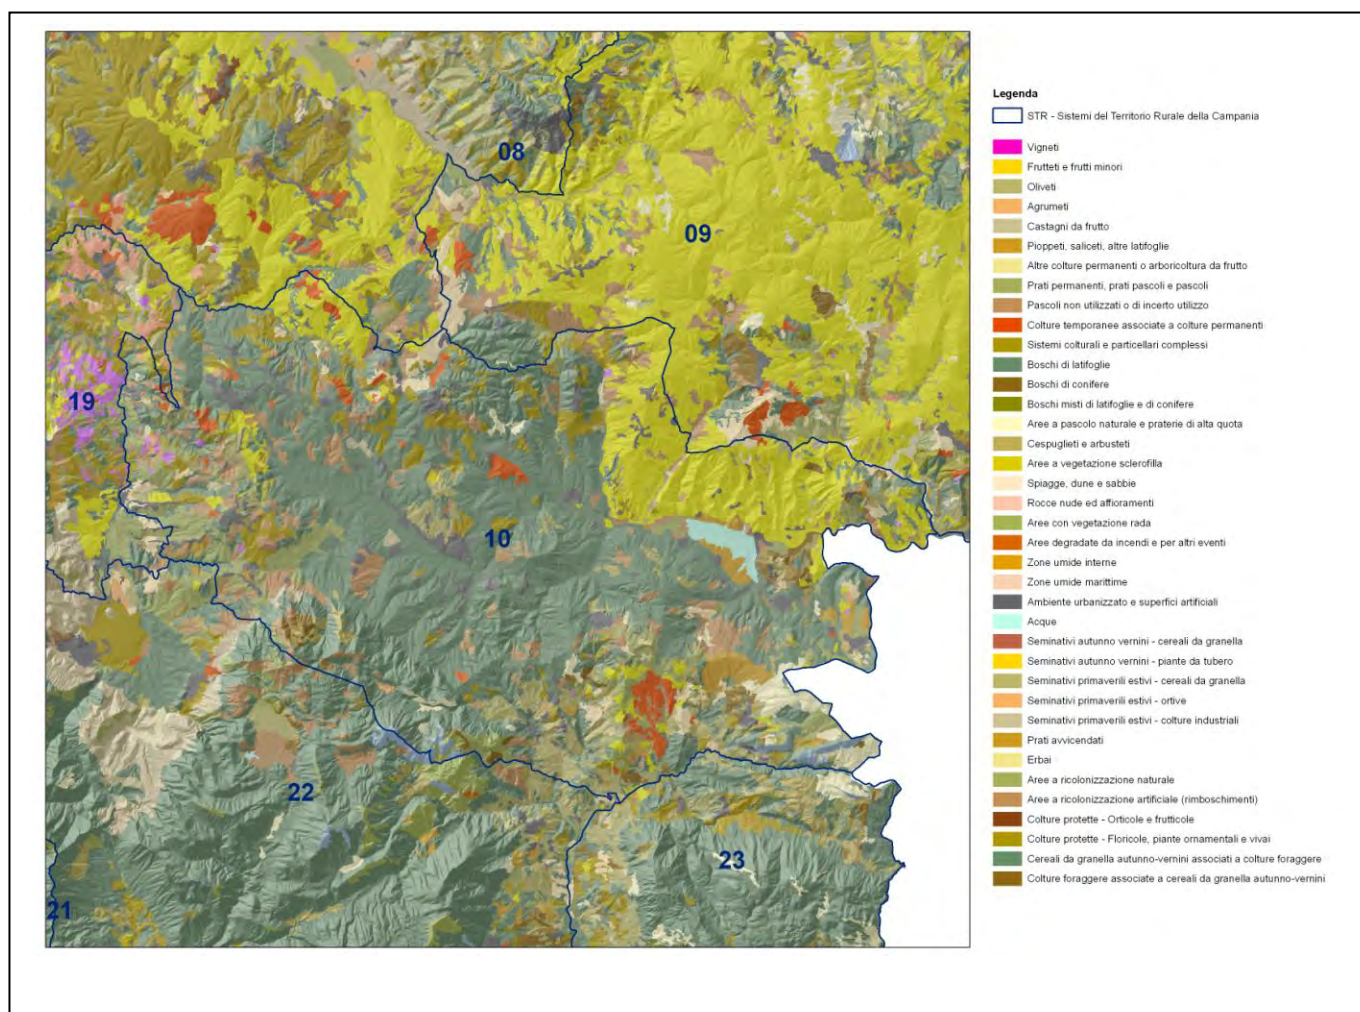 08
09
19
10
22
23
21
Legenda
STR - Sistemi del Territorio Rurale della Campania
Vigneti
Frutteti e frutti minori
Oliveti
Agrumeti
Castagni da frutto
Pioppeti, saliceti, altre latifoglie
Altre colture permanenti o arboricoltura da frutto
Prati permanenti, prati pascoli e pascoli
Pascoli non utilizzati o di incerto utilizzo
Colture temporanee associate a colture permanenti
Sistemi colturali e particellari complessi
Boschi di latifoglie
Boschi di conifere
Boschi misti di latifoglie e di conifere
Aree a pascolo naturale e praterie di alta quota
Cespuglieti e arbusteti
Aree a vegetazione sclerofilla
Spiagge, dune e sabbie
Rocce nude ed affioramenti
Aree con vegetazione rada
Aree degradate da incendi e per altri eventi
Zone umide interne
Zone umide marittime
Ambiente urbanizzato e superfici artificiali
Acque
Seminativi autunno vernini - cereali da granella
Seminativi autunno vernini - piante da tubero
Seminativi primaverili estivi - cereali da granella
Seminativi primaverili estivi - ortive
Seminativi primaverili estivi - colture industriali
Prati avvicendati
Erbai
Aree a ricolonizzazione naturale
Aree a ricolonizzazione artificiale (rimboschimenti)
Colture protette - Orticole e frutticole
Colture protette - Floricole, piante ornamentali e vivai
Cereali da granella autunno-vernini associati a colture foraggere
Colture foraggere associate a cereali da granella autunno-vernini